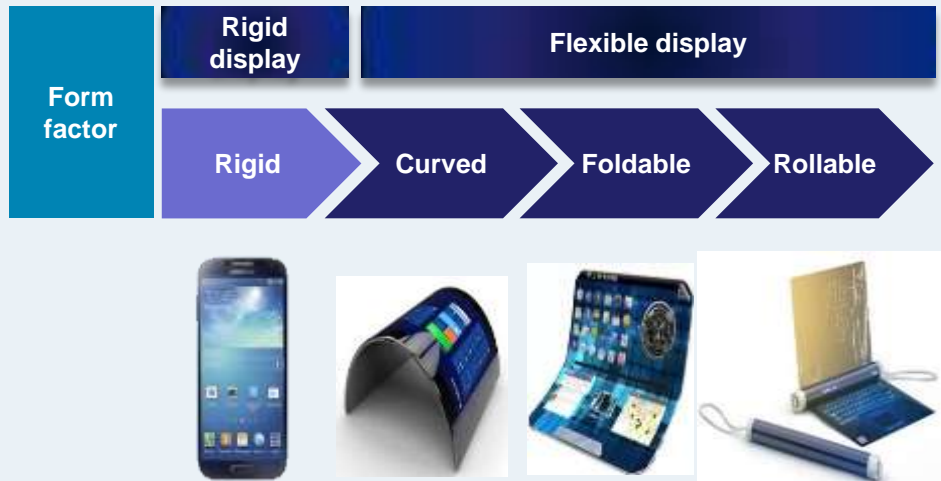 Rigid
display
Flexible display
Form
factor
Rigid
Curved
Foldable
Rollable